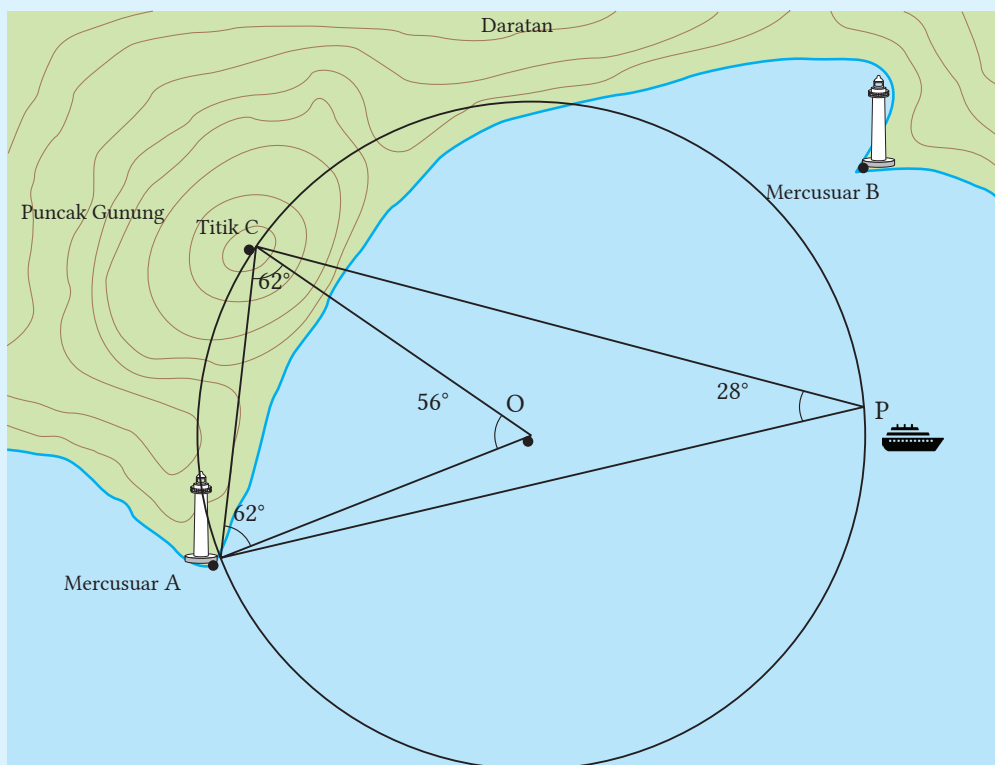 Daratan
Mercusuar B
Puncak Gunung
Titik C
62°
56°
O
28°
P
62°
Mercusuar A